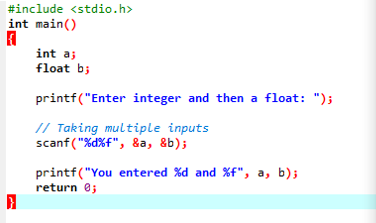 #include <stdio.h>
int main()
{
    int a;
    float b;
    printf("Enter integer and then a float: ");
    // Taking multiple inputs
    scanf("%d%f", &a, &b);
    printf("You entered %d and %f", a, b);
    return 0;
}